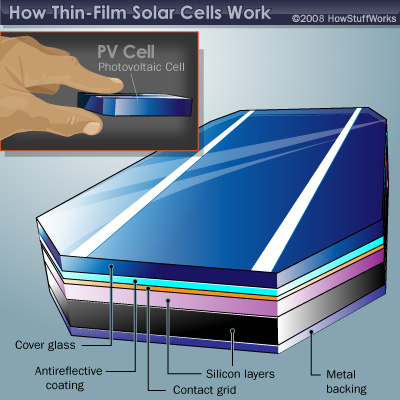 How Thin-Film Solar Cells Work
©2008 HowStuffWorks
PV Cell
Photovoltaic Cell
Cover glass
Antireflective
coating
Contact grid
Silicon layers
Metal
backing